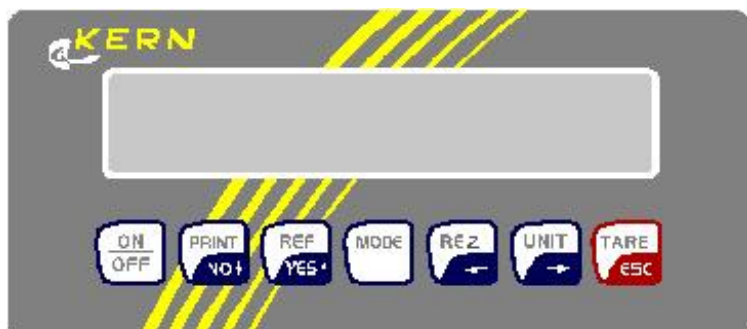 KERN
ON
OFF
PRINT
NO
REF
YES
MODE
REZ
UNIT
TARE
ESC